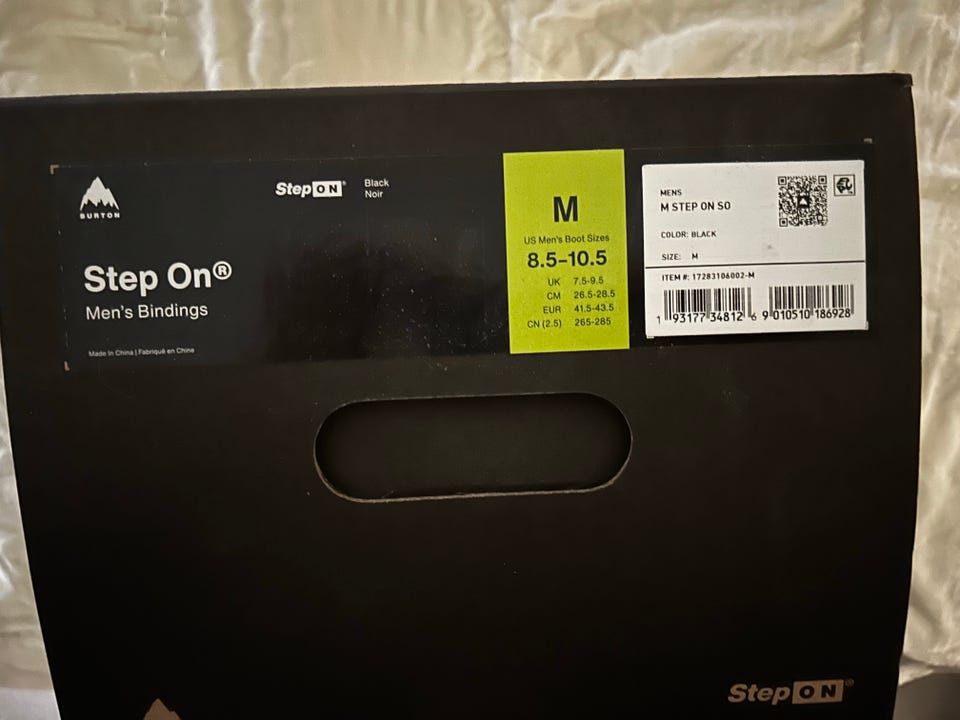 BURTON
StepON®
Black
Noir
Step On®
Men's Bindings
Made In China | Fabriqué en Chine
M
US Men's Boot Sizes
8.5-10.5
UK 7.5-9.5
CM 26.5-28.5
EUR 41.5-43.5
CN (2.5) 265-285
MENS
M STEP ON SO
COLOR: BLACK
SIZE: M
ITEM #: 17283106002-M
1 93177 34812 6 9 010510 186928
StepON®